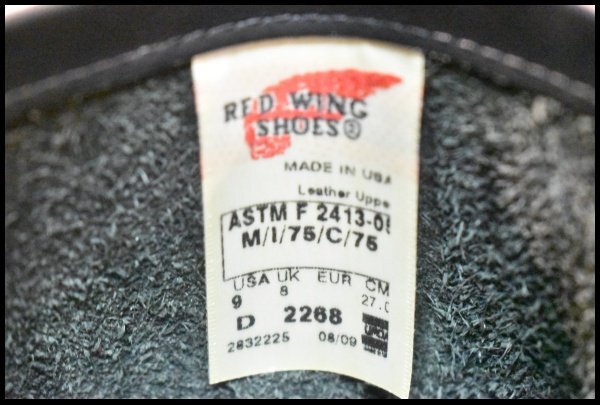 RED WING
SHOES®
MADE IN USA
Leather Uppe
ASTM F 2413-05
M/I/75/C/75
USA UK EUR CM
9 8 27.0
D 2268
2832225 08/09